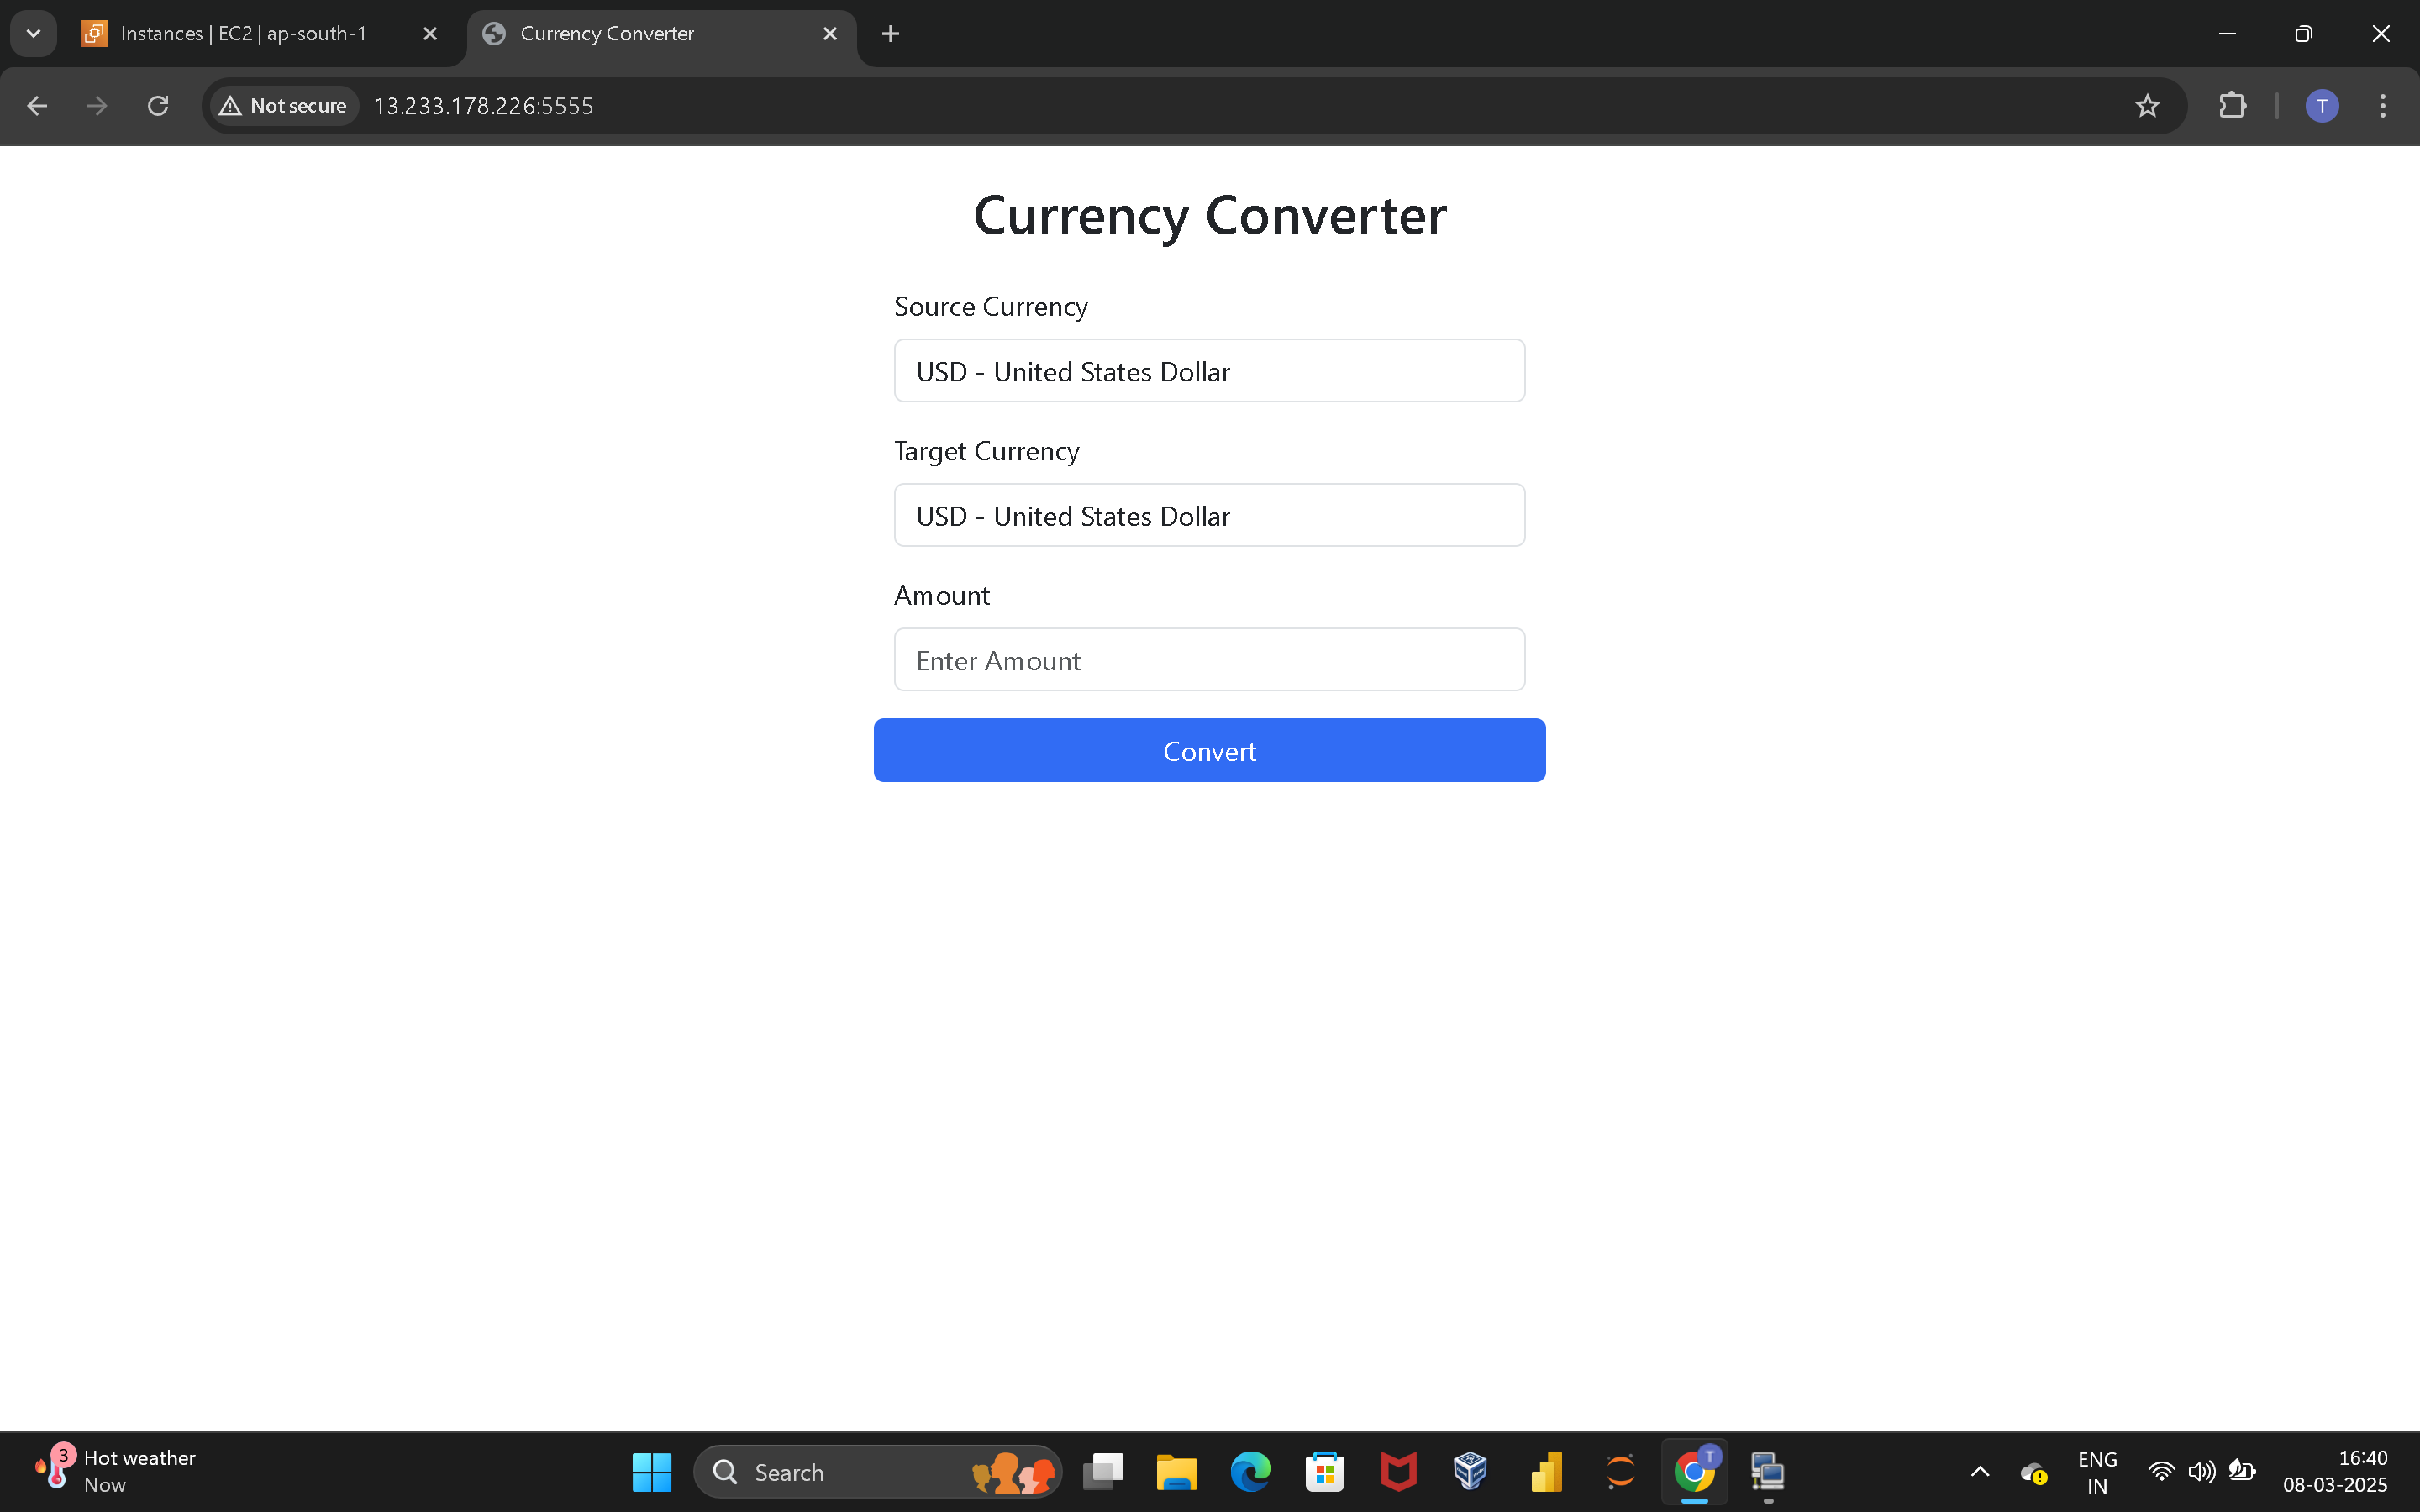 Instances | EC2 | ap-south-1
Currency Converter
Not secure
13.233.178.226:5555
T
Currency Converter
Source Currency
USD - United States Dollar
Target Currency
USD - United States Dollar
Amount
Enter Amount
Convert
3
Hot weather
Now
Search
T
ENG
IN
16:40
08-03-2025